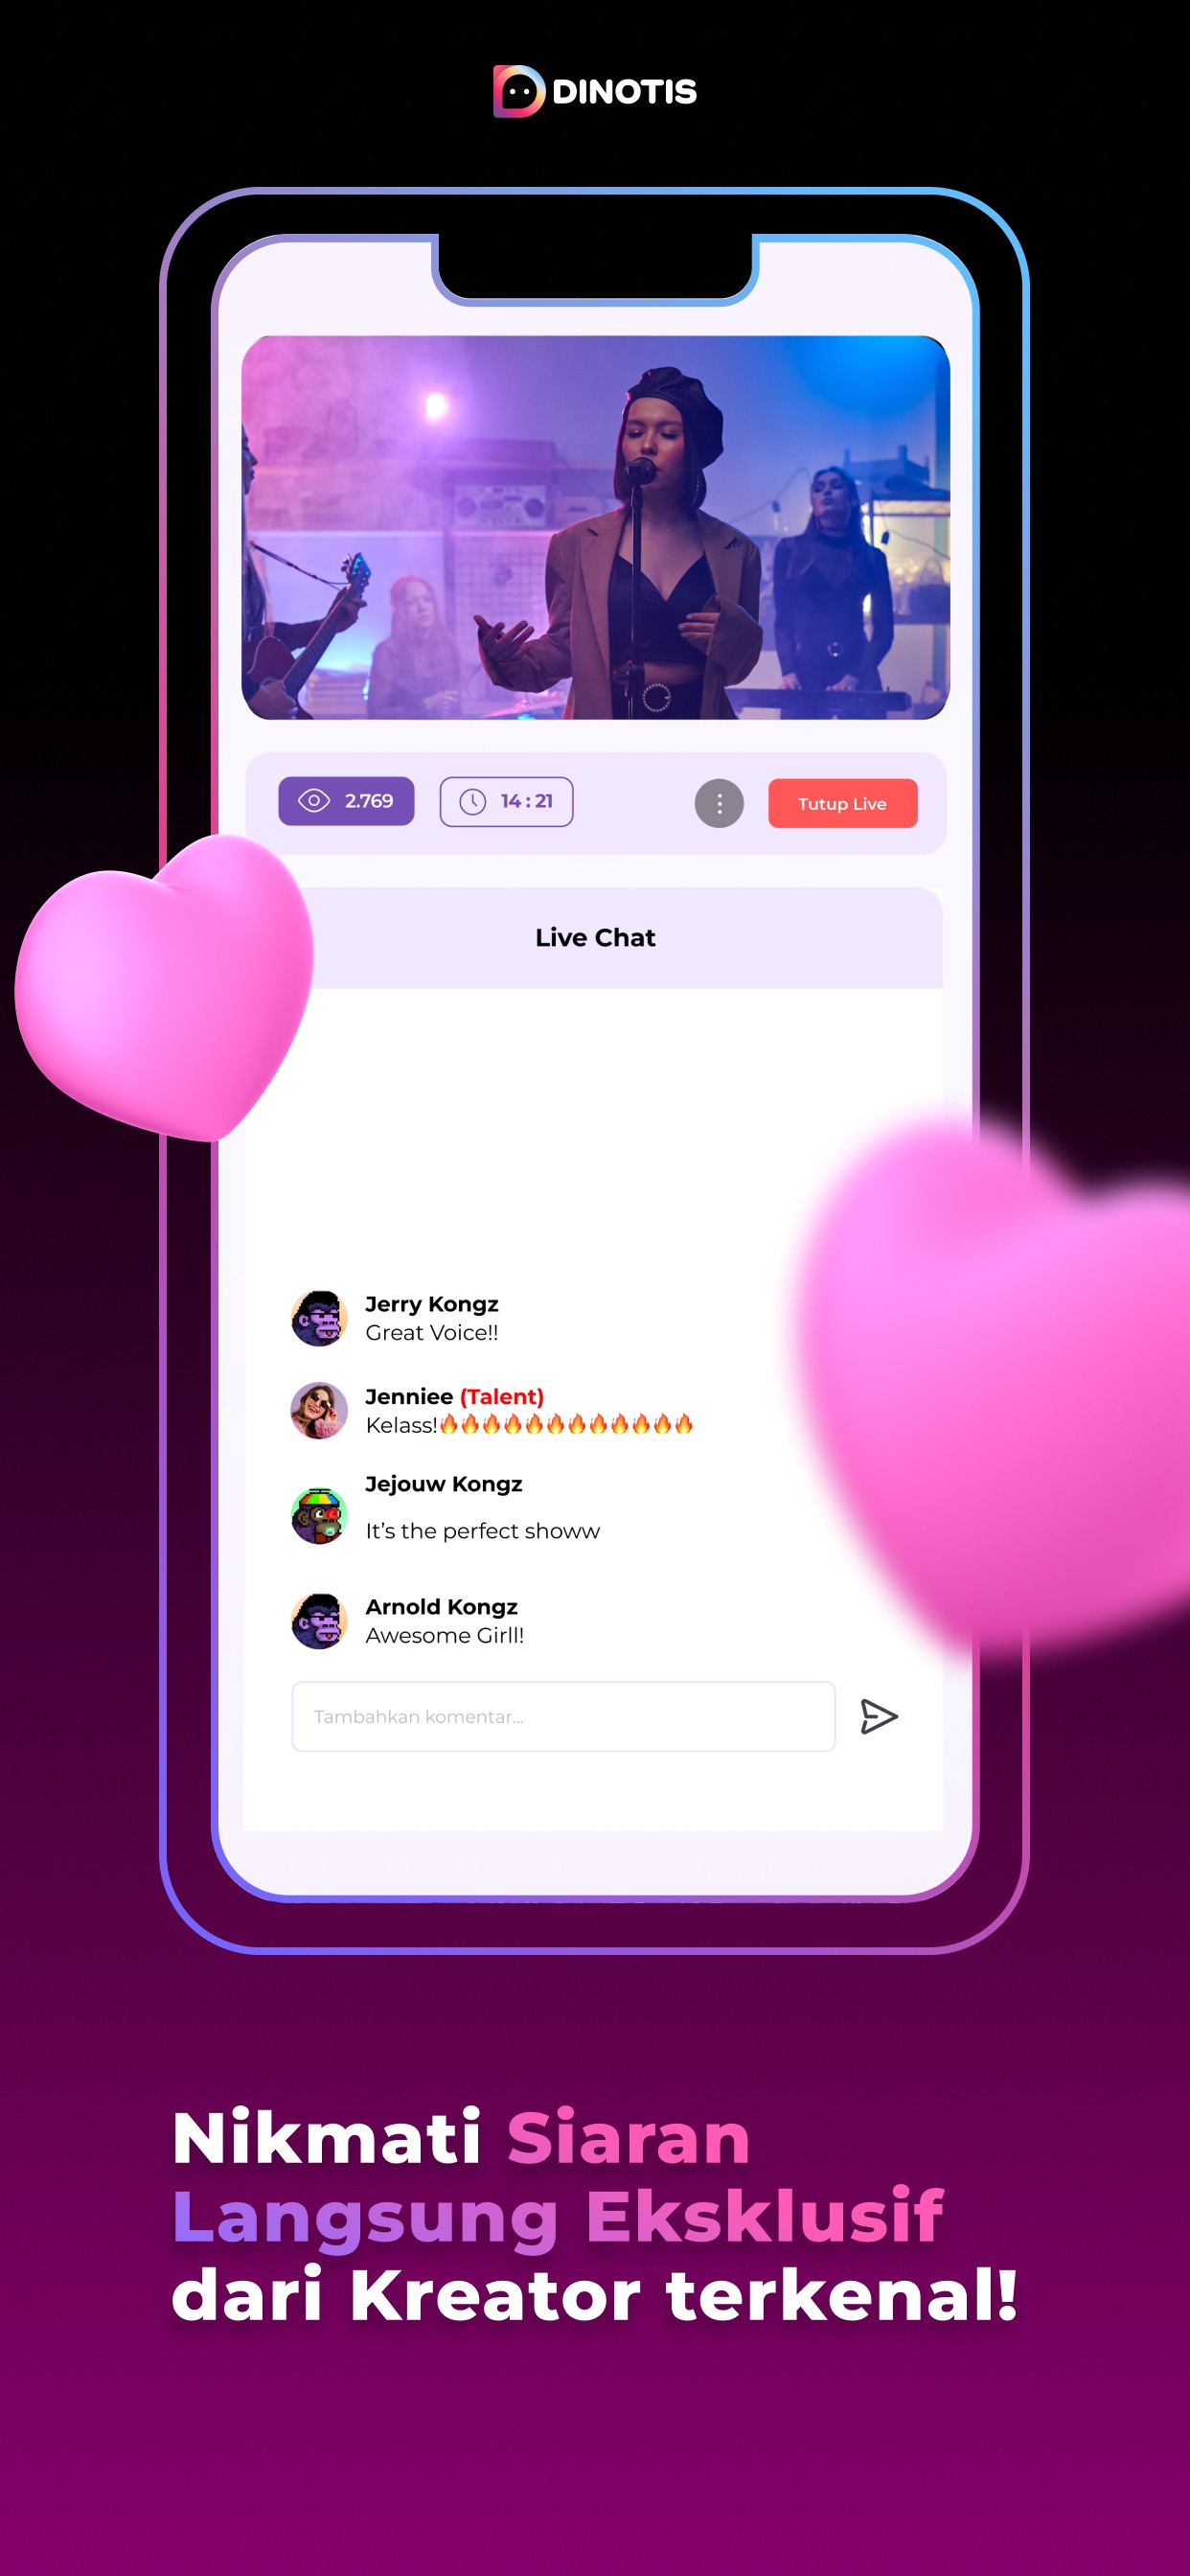 DINOTIS
2.769
14 : 21
Tutup Live
Live Chat
Jerry Kongz
Great Voice!!
Jenniee (Talent)
Kelass!🔥🔥🔥🔥🔥🔥🔥🔥🔥🔥🔥🔥
Jejouw Kongz
It’s the perfect showw
Arnold Kongz
Awesome Girll!
Tambahkan komentar...
Nikmati Siaran
Langsung Eksklusif
dari Kreator terkenal!